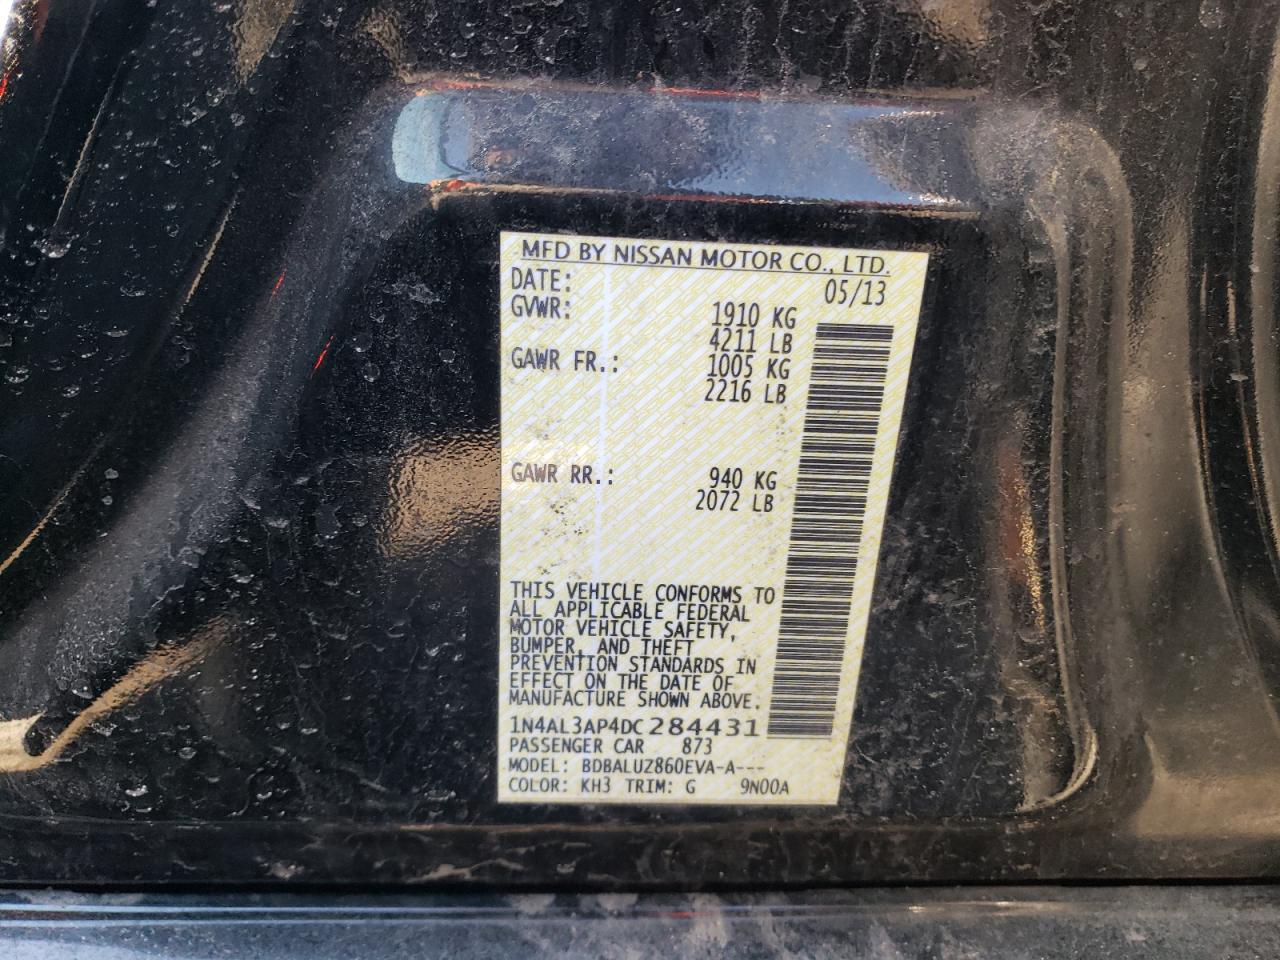 MFD BY NISSAN MOTOR CO., LTD.
DATE: 05/13
GVWR: 1910 KG
4211 LB
GAWR FR.: 1005 KG
2216 LB
GAWR RR.: 940 KG
2072 LB
THIS VEHICLE CONFORMS TO
ALL APPLICABLE FEDERAL
MOTOR VEHICLE SAFETY,
BUMPER, AND THEFT
PREVENTION STANDARDS IN
EFFECT ON THE DATE OF
MANUFACTURE SHOWN ABOVE.
1N4AL3AP4DC284431
PASSENGER CAR 873
MODEL: BDBALUZ860EVA-A---
COLOR: KH3 TRIM: G 9N00A